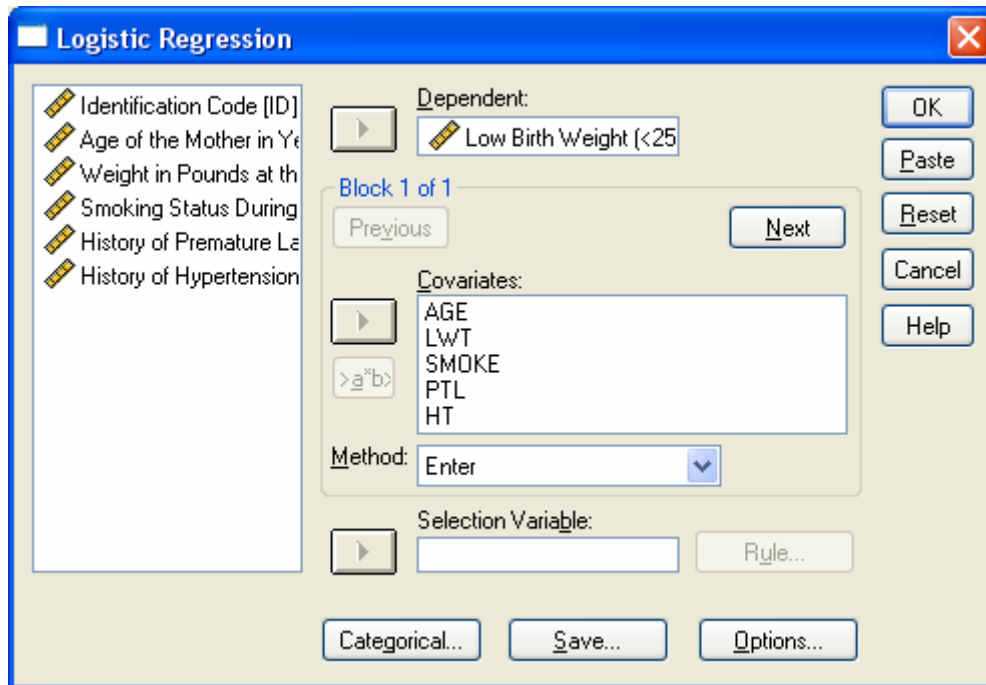 Logistic Regression
Identification Code [ID]
Age of the Mother in Ye
Weight in Pounds at th
Smoking Status During
History of Premature La
History of Hypertension
Dependent:
Low Birth Weight (<25
Block 1 of 1
Previous
Next
Covariates:
AGE
LWT
SMOKE
PTL
HT
>a*b>
Method:
Enter
Selection Variable:
Rule...
Categorical...
Save...
Options...
OK
Paste
Reset
Cancel
Help